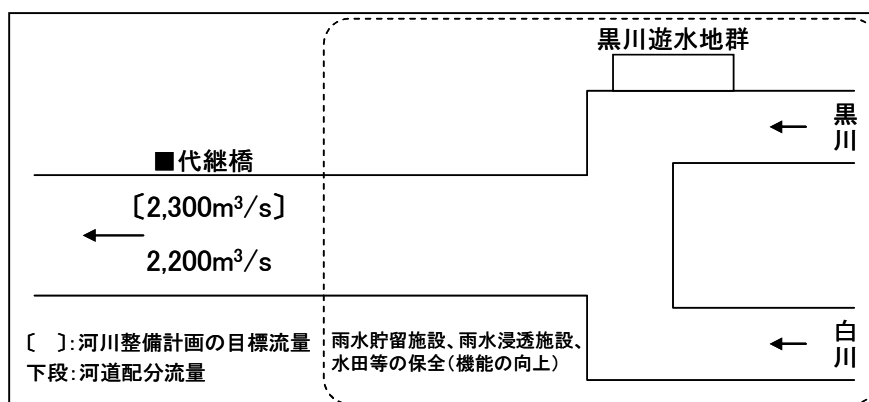 黒川遊水地群
黒川
■代継橋
〔2,300m³/s〕
2,200m³/s
〔 〕:河川整備計画の目標流量
下段:河道配分流量
雨水貯留施設、雨水浸透施設、
水田等の保全(機能の向上)
白川